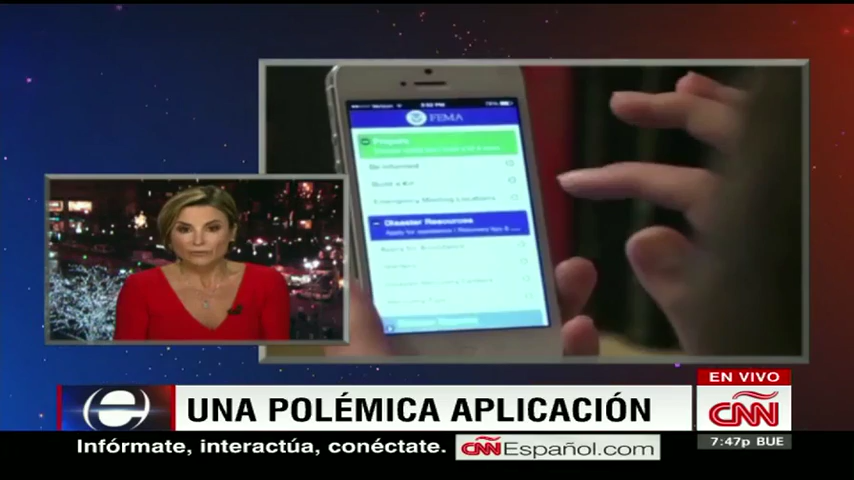 FEMA
Prepare
Be Informed
Build a Kit
Emergency Meeting Locations
Disaster Resources
UNA POLÉMICA APLICACIÓN
EN VIVO
CNN
7:47p BUE
Infórmate, interactúa, conéctate.
CNNEspañol.com